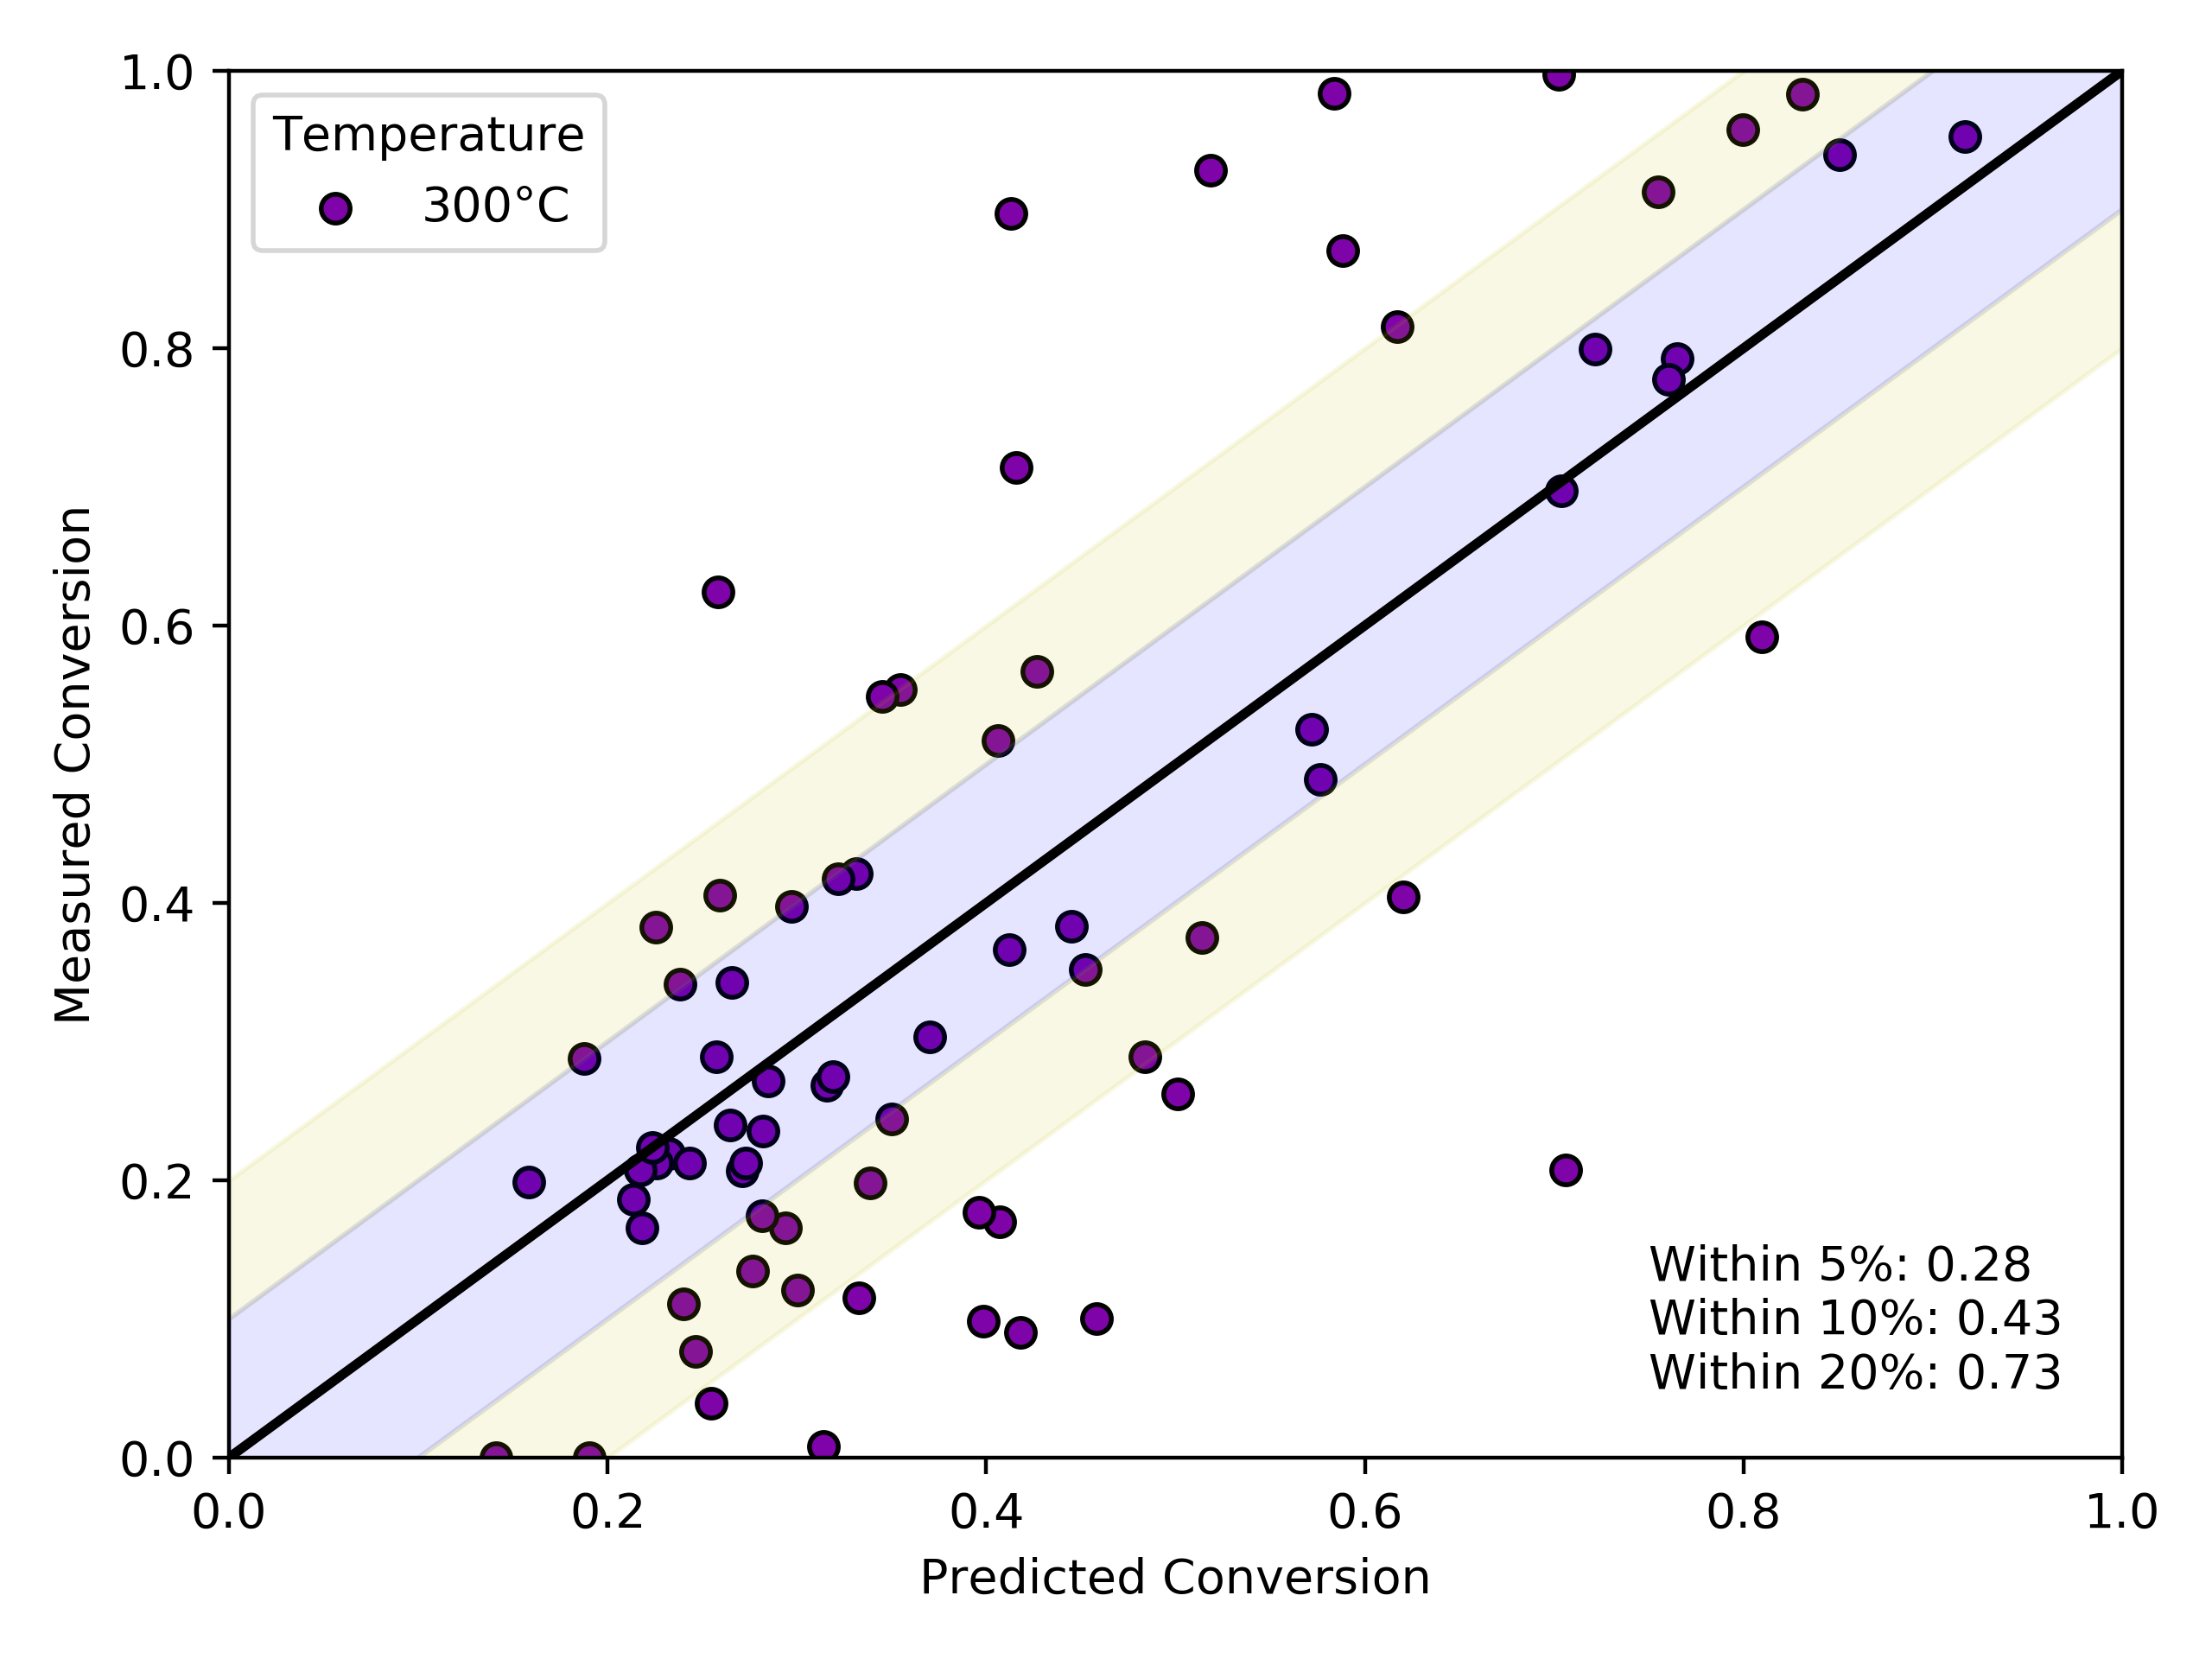 Temperature
300°C
1.0
0.8
0.6
0.4
0.2
0.0
Measured Conversion
Within 5%: 0.28
Within 10%: 0.43
Within 20%: 0.73
0.0 0.2 0.4 0.6 0.8 1.0
Predicted Conversion